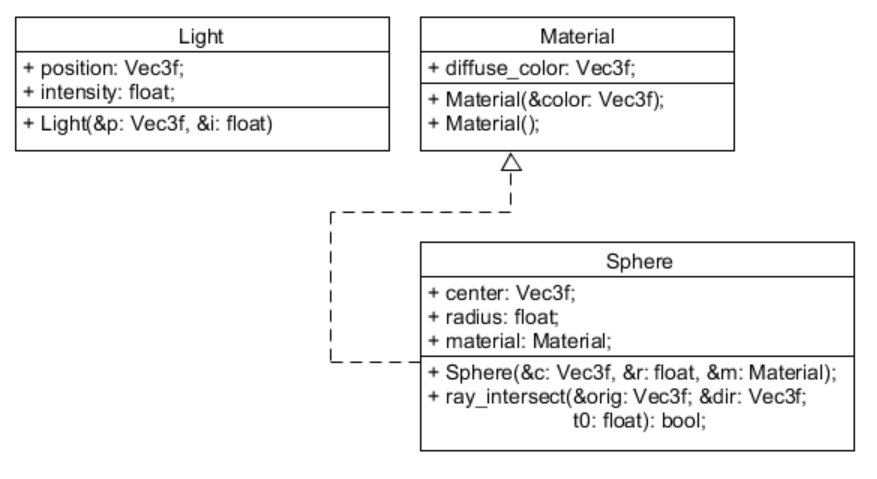 Light
+ position: Vec3f;
+ intensity: float;
+ Light(&p: Vec3f, &i: float)
Material
+ diffuse_color: Vec3f;
+ Material(&color: Vec3f);
+ Material();
Sphere
+ center: Vec3f;
+ radius: float;
+ material: Material;
+ Sphere(&c: Vec3f, &r: float, &m: Material);
+ ray_intersect(&orig: Vec3f; &dir: Vec3f;
t0: float): bool;